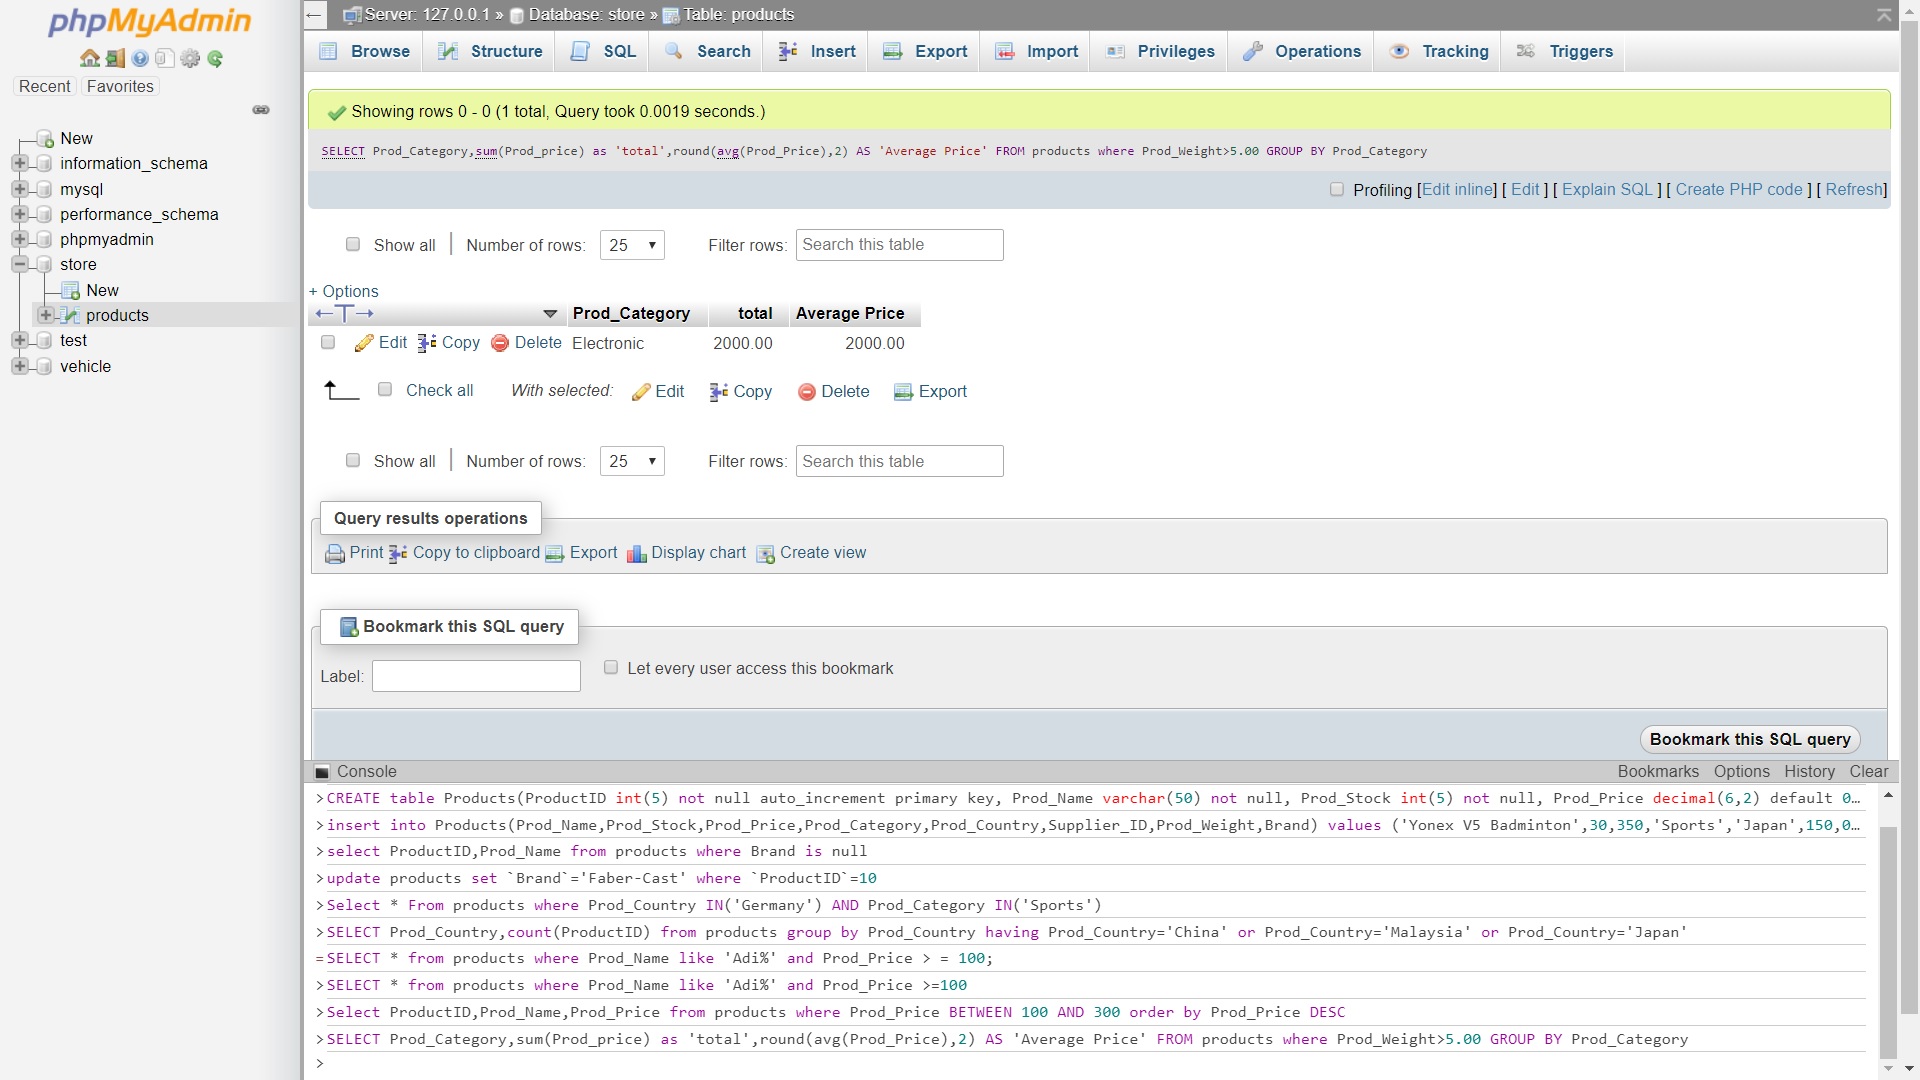 phpMyAdmin
Recent Favorites
New
information_schema
mysql
performance_schema
phpmyadmin
store
New
products
test
vehicle
Server: 127.0.0.1 » Database: store » Table: products
Browse Structure SQL Search Insert Export Import Privileges Operations Tracking Triggers
Showing rows 0 - 0 (1 total, Query took 0.0019 seconds.)
SELECT Prod_Category,sum(Prod_price) as 'total',round(avg(Prod_Price),2) AS 'Average Price' FROM products where Prod_Weight>5.00 GROUP BY Prod_Category
Profiling [Edit inline] [ Edit ] [ Explain SQL ] [ Create PHP code ] [ Refresh]
Show all | Number of rows: 25 Filter rows: Search this table
+ Options
←T→ Prod_Category total Average Price
Edit Copy Delete Electronic 2000.00 2000.00
Check all With selected: Edit Copy Delete Export
Show all | Number of rows: 25 Filter rows: Search this table
Query results operations
Print Copy to clipboard Export Display chart Create view
Bookmark this SQL query
Label: Let every user access this bookmark
Bookmark this SQL query
Console Bookmarks Options History Clear
>CREATE table Products(ProductID int(5) not null auto_increment primary key, Prod_Name varchar(50) not null, Prod_Stock int(5) not null, Prod_Price decimal(6,2) default 0…
>insert into Products(Prod_Name,Prod_Stock,Prod_Price,Prod_Category,Prod_Country,Supplier_ID,Prod_Weight,Brand) values ('Yonex V5 Badminton',30,350,'Sports','Japan',150,0…
>select ProductID,Prod_Name from products where Brand is null
>update products set `Brand`='Faber-Cast' where `ProductID`=10
>Select * From products where Prod_Country IN('Germany') AND Prod_Category IN('Sports')
>SELECT Prod_Country,count(ProductID) from products group by Prod_Country having Prod_Country='China' or Prod_Country='Malaysia' or Prod_Country='Japan'
=SELECT * from products where Prod_Name like 'Adi%' and Prod_Price > = 100;
>SELECT * from products where Prod_Name like 'Adi%' and Prod_Price >=100
>Select ProductID,Prod_Name,Prod_Price from products where Prod_Price BETWEEN 100 AND 300 order by Prod_Price DESC
>SELECT Prod_Category,sum(Prod_price) as 'total',round(avg(Prod_Price),2) AS 'Average Price' FROM products where Prod_Weight>5.00 GROUP BY Prod_Category
>